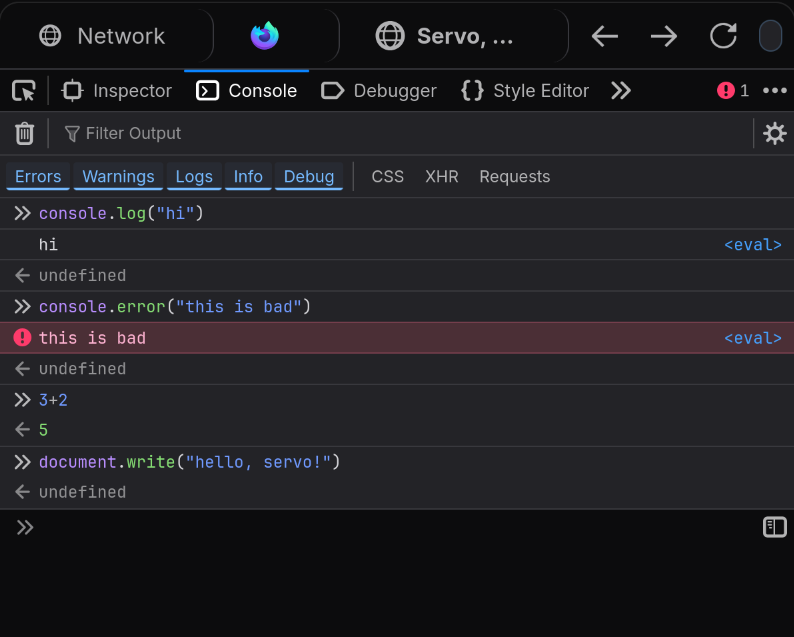 Network Servo, ...
Inspector Console Debugger Style Editor 1
Filter Output
Errors Warnings Logs Info Debug CSS XHR Requests
console.log("hi")
hi <eval>
undefined
console.error("this is bad")
this is bad <eval>
undefined
3+2
5
document.write("hello, servo!")
undefined